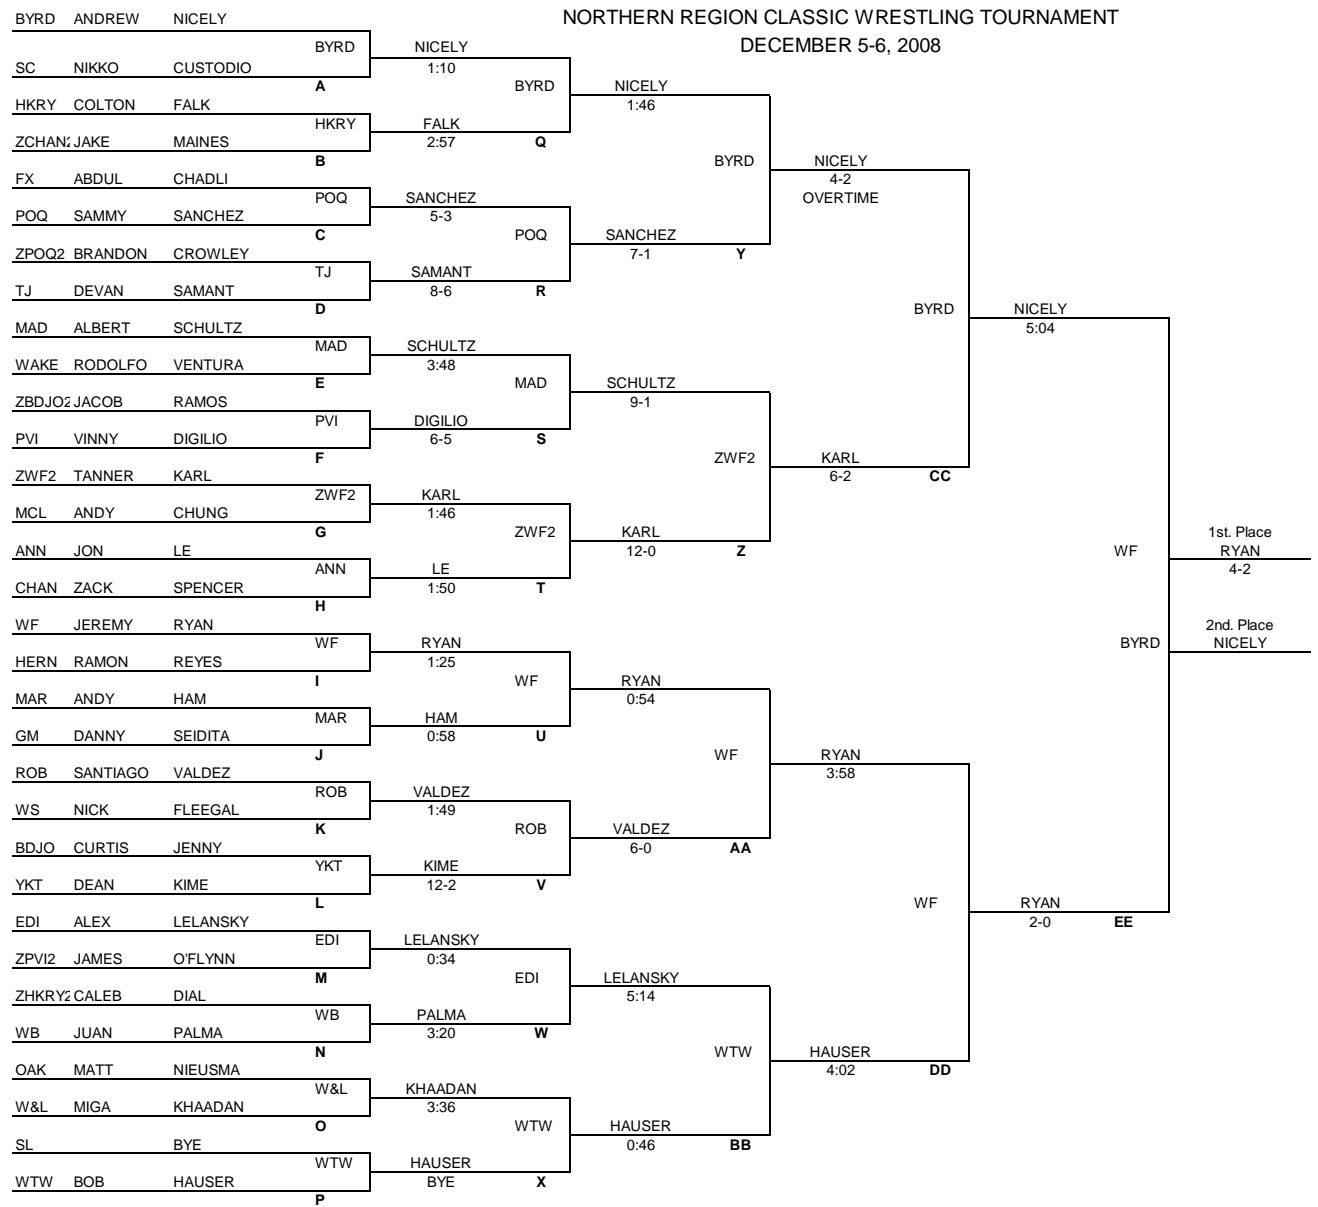 BYRD ANDREW NICELY
NORTHERN REGION CLASSIC WRESTLING TOURNAMENT
DECEMBER 5-6, 2008
BYRD NICELY
SC NIKKO CUSTODIO 1:10
A BYRD NICELY
HKRY COLTON FALK 1:46
HKRY FALK
ZCHAN2 JAKE MAINES 2:57 Q
B BYRD NICELY
FX ABDUL CHADLI 4-2
POQ SANCHEZ OVERTIME
POQ SAMMY SANCHEZ 5-3
C POQ SANCHEZ
ZPOQ2 BRANDON CROWLEY 7-1 Y
TJ SAMANT
TJ DEVAN SAMANT 8-6 R
D BYRD NICELY
MAD ALBERT SCHULTZ 5:04
MAD SCHULTZ
WAKE RODOLFO VENTURA 3:48
E MAD SCHULTZ
ZBDJO2 JACOB RAMOS 9-1
PVI DIGILIO
PVI VINNY DIGILIO 6-5 S
F ZWF2 KARL
ZWF2 TANNER KARL 6-2 CC
ZWF2 KARL
MCL ANDY CHUNG 1:46
G ZWF2 KARL 1st. Place
ANN JON LE 12-0 Z WF RYAN
ANN LE 4-2
CHAN ZACK SPENCER 1:50 T
H
WF JEREMY RYAN 2nd. Place
WF RYAN BYRD NICELY
HERN RAMON REYES 1:25
I WF RYAN
MAR ANDY HAM 0:54
MAR HAM
GM DANNY SEIDITA 0:58 U
J WF RYAN
ROB SANTIAGO VALDEZ 3:58
ROB VALDEZ
WS NICK FLEEGAL 1:49
K ROB VALDEZ
BDJO CURTIS JENNY 6-0 AA
YKT KIME
YKT DEAN KIME 12-2 V
L WF RYAN
EDI ALEX LELANSKY 2-0 EE
EDI LELANSKY
ZPVI2 JAMES O'FLYNN 0:34
M EDI LELANSKY
ZHKRY2 CALEB DIAL 5:14
WB PALMA
WB JUAN PALMA 3:20 W
N WTW HAUSER
OAK MATT NIEUSMA 4:02 DD
W&L KHAADAN
W&L MIGA KHAADAN 3:36
O WTW HAUSER
SL BYE 0:46 BB
WTW HAUSER
WTW BOB HAUSER BYE X
P